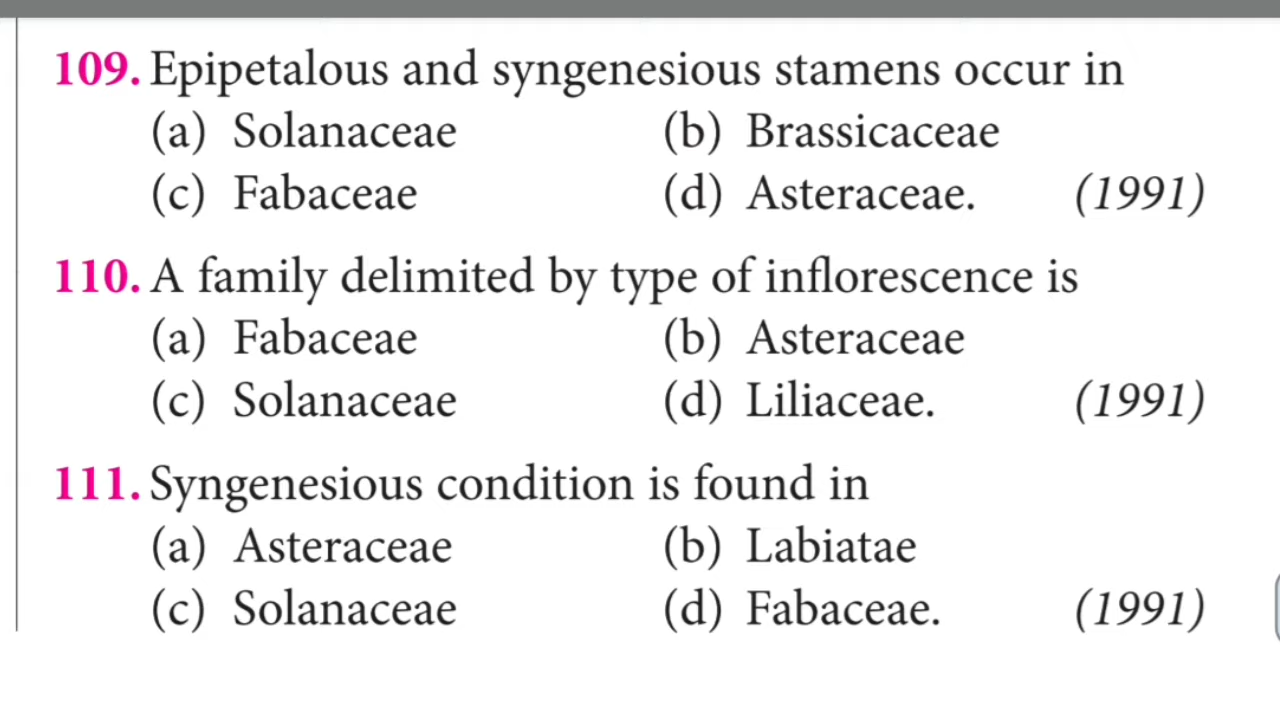 109. Epipetalous and syngenesious stamens occur in
(a) Solanaceae (b) Brassicaceae
(c) Fabaceae (d) Asteraceae. (1991)
110. A family delimited by type of inflorescence is
(a) Fabaceae (b) Asteraceae
(c) Solanaceae (d) Liliaceae. (1991)
111. Syngenesious condition is found in
(a) Asteraceae (b) Labiatae
(c) Solanaceae (d) Fabaceae. (1991)